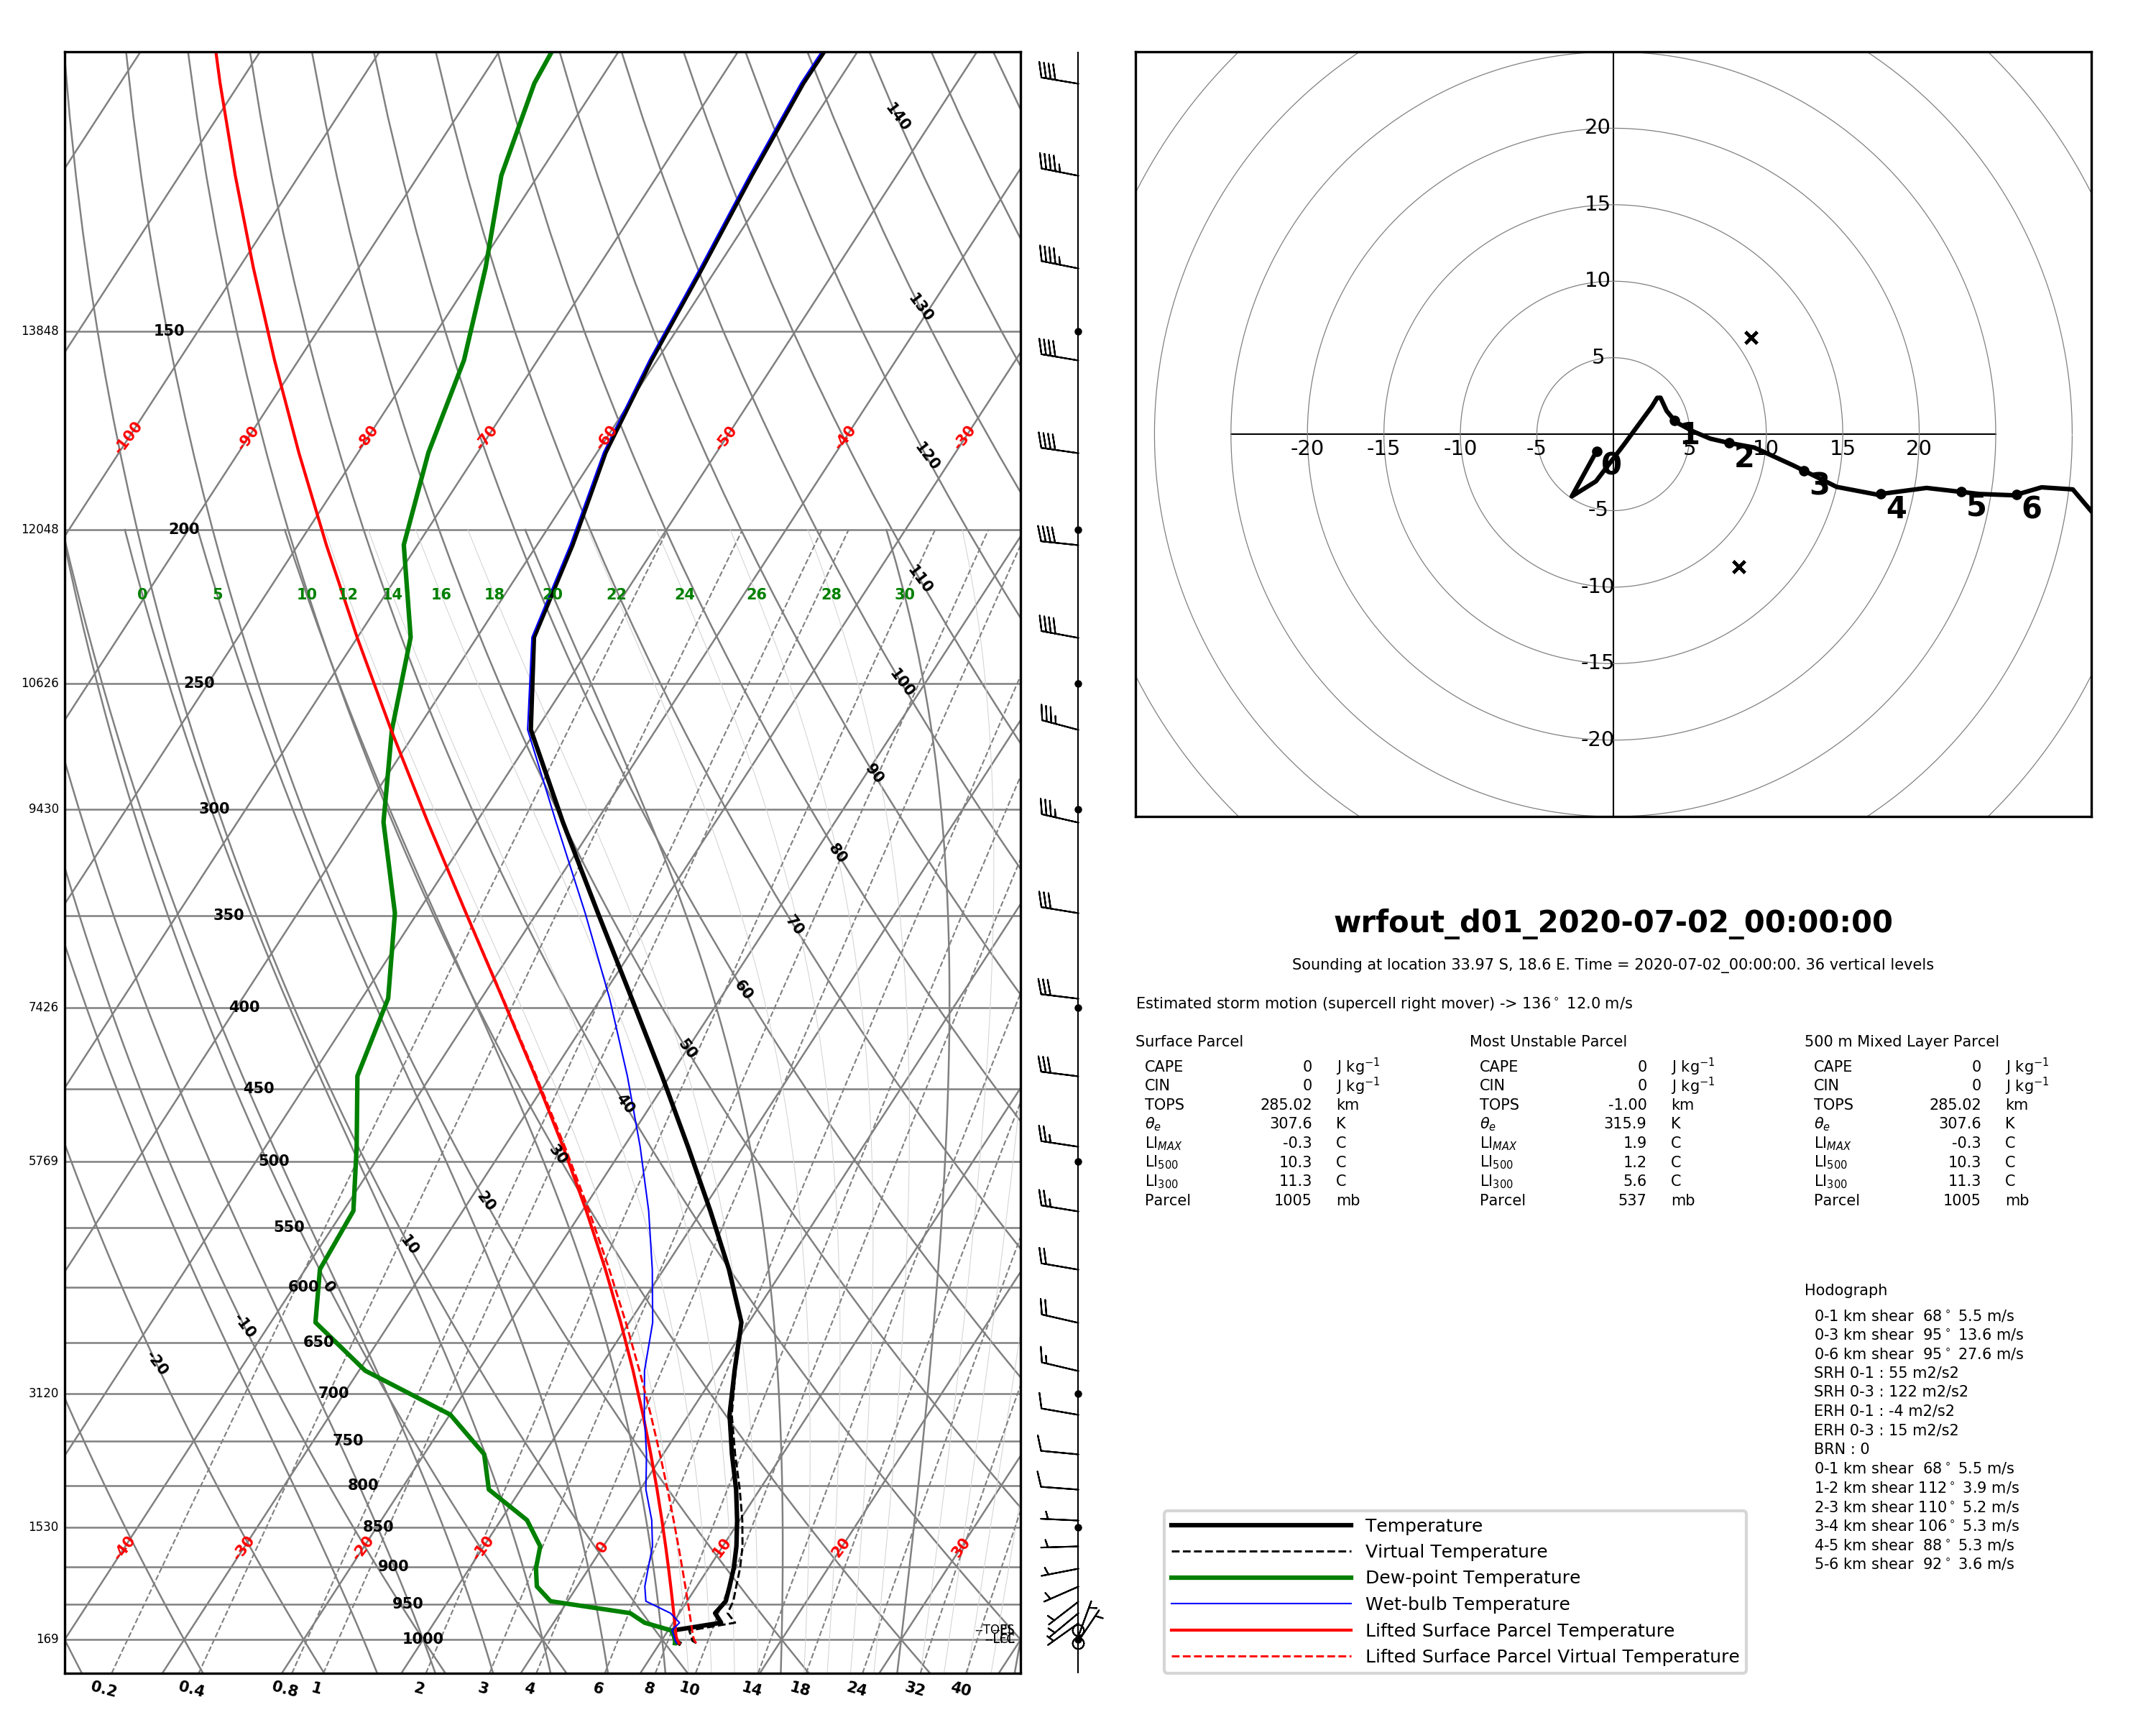 140
130
13848 150
-100 -90 -80 -70 -60 -50 -40 -30
120
12048 200
110
0 5 10 12 14 16 18 20 22 24 26 28 30
100
10626 250
90
9430 300
80
350
70
60
7426 400
50
450
40
5769 500
30
20
550
10
600 0
650
-10
-20
3120 700
750
800
1530 850
-40 -30 -20 -10 0 10 20 30
900
950
169 1000
−TOPS
−LCL
0.2 0.4 0.8 1 2 3 4 6 8 10 14 18 24 32 40
20
15
10
5
-20 -15 -10 -5 5 10 15 20
-5
-10
-15
-20
0 1 2 3 4 5 6
wrfout_d01_2020-07-02_00:00:00
Sounding at location 33.97 S, 18.6 E. Time = 2020-07-02_00:00:00. 36 vertical levels
Estimated storm motion (supercell right mover) -> 136° 12.0 m/s
Surface Parcel
CAPE 0 J kg⁻¹
CIN 0 J kg⁻¹
TOPS 285.02 km
θₑ 307.6 K
LI_MAX -0.3 C
LI₅₀₀ 10.3 C
LI₃₀₀ 11.3 C
Parcel 1005 mb
Most Unstable Parcel
CAPE 0 J kg⁻¹
CIN 0 J kg⁻¹
TOPS -1.00 km
θₑ 315.9 K
LI_MAX 1.9 C
LI₅₀₀ 1.2 C
LI₃₀₀ 5.6 C
Parcel 537 mb
500 m Mixed Layer Parcel
CAPE 0 J kg⁻¹
CIN 0 J kg⁻¹
TOPS 285.02 km
θₑ 307.6 K
LI_MAX -0.3 C
LI₅₀₀ 10.3 C
LI₃₀₀ 11.3 C
Parcel 1005 mb
Hodograph
0-1 km shear 68° 5.5 m/s
0-3 km shear 95° 13.6 m/s
0-6 km shear 95° 27.6 m/s
SRH 0-1 : 55 m2/s2
SRH 0-3 : 122 m2/s2
ERH 0-1 : -4 m2/s2
ERH 0-3 : 15 m2/s2
BRN : 0
0-1 km shear 68° 5.5 m/s
1-2 km shear 112° 3.9 m/s
2-3 km shear 110° 5.2 m/s
3-4 km shear 106° 5.3 m/s
4-5 km shear 88° 5.3 m/s
5-6 km shear 92° 3.6 m/s
Temperature
Virtual Temperature
Dew-point Temperature
Wet-bulb Temperature
Lifted Surface Parcel Temperature
Lifted Surface Parcel Virtual Temperature